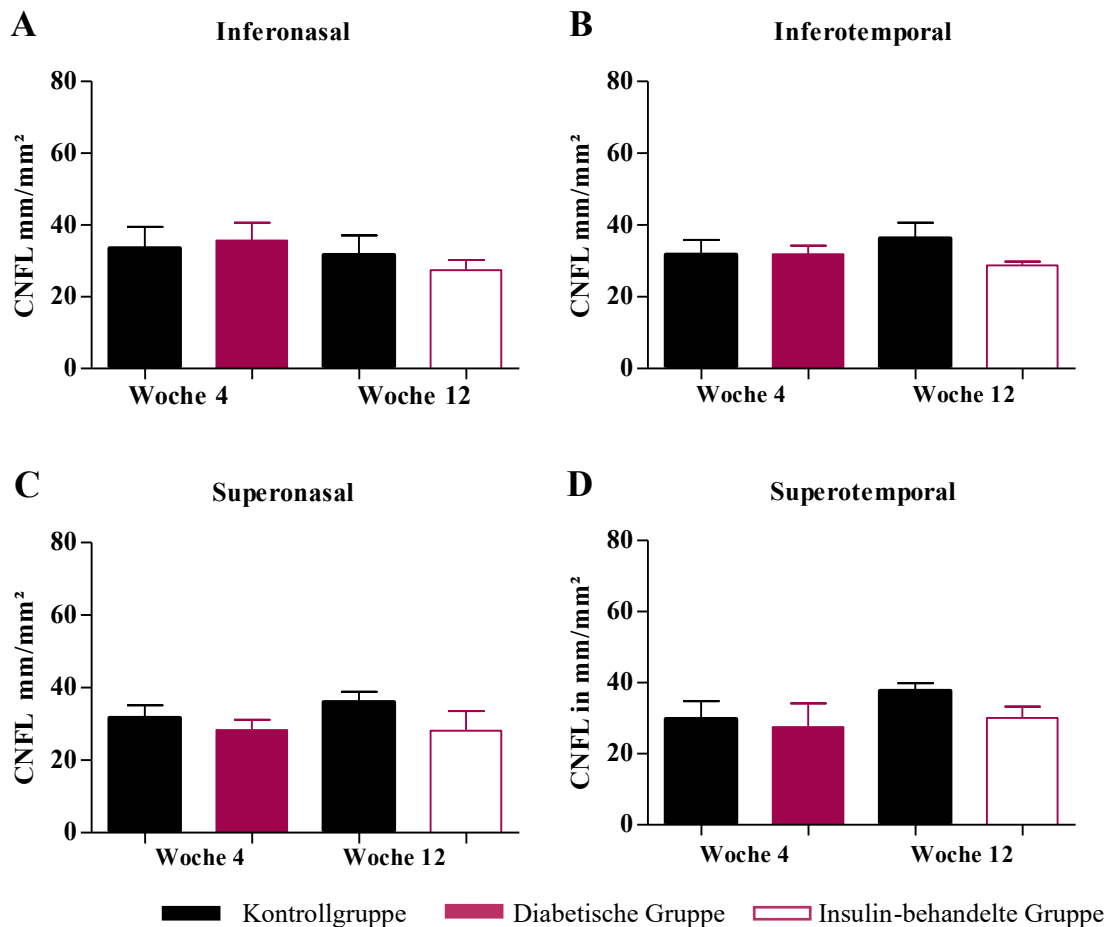 A
Inferonasal
80
60
40
20
0
CNFL mm/mm²
Woche 4 Woche 12
B
Inferotemporal
80
60
40
20
0
CNFL mm/mm²
Woche 4 Woche 12
C
Superonasal
80
60
40
20
0
CNFL mm/mm²
Woche 4 Woche 12
D
Superotemporal
80
60
40
20
0
CNFL in mm/mm²
Woche 4 Woche 12
Kontrollgruppe Diabetische Gruppe Insulin-behandelte Gruppe